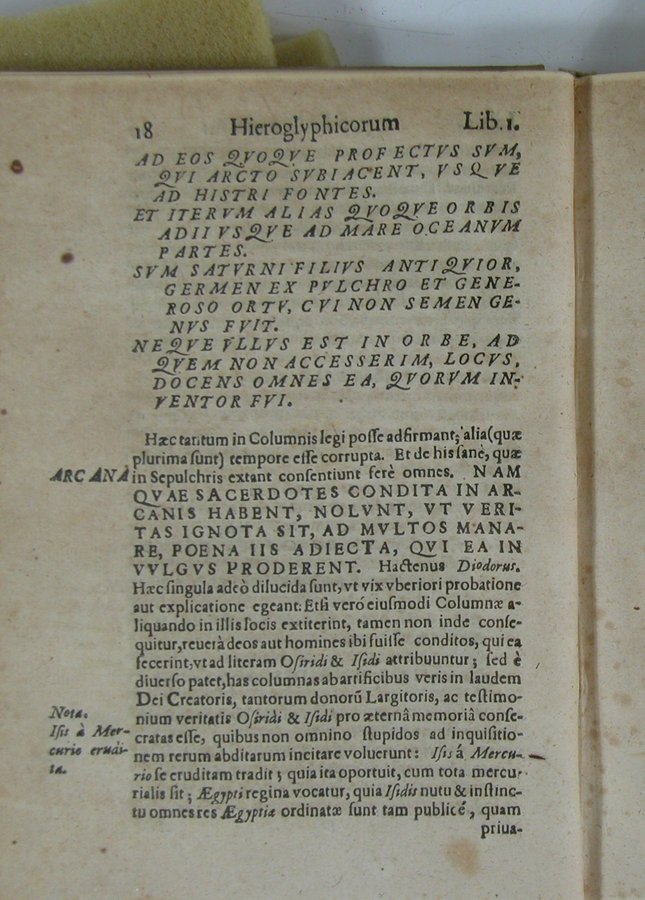 18 Hieroglyphicorum Lib. 1.
AD EOS QVOQVE PROFECTVS SVM,
QVI ARCTO SVBIACENT, VSQVE
AD HISTRI FONTES.
ET ITERVM ALIAS QVOQVE ORBIS
ADII VSQVE AD MARE OCEANVM
PARTES.
SVM SATVRNI FILIVS ANTIQVIOR,
GERMEN EX PVLCHRO ET GENE-
ROSO ORTV, CVI NON SEMEN GE-
NVS FVIT.
NEQVE VLLVS EST IN ORBE, AD
QVEM NON ACCESSERIM, LOCVS,
DOCENS OMNES EA, QVORVM IN-
VENTOR FVI.
Hæc tantum in Columnis legi poſſe adfirmant; alia (quæ
plurima ſunt) tempore eſſe corrupta. Et de his ſanè, quæ
ARCANA in Sepulchris extant conſentiunt ferè omnes. NAM
QVAE SACERDOTES CONDITA IN AR-
CANIS HABENT, NOLVNT, VT VERI-
TAS IGNOTA SIT, AD MVLTOS MANA-
RE, POENA IIS ADIECTA, QVI EA IN
VVLGVS PRODERENT. Hactenus Diodorus.
Hæc ſingula adeò dilucida ſunt, vt vix vberiori probatione
aut explicatione egeant: Etſi verò eiuſmodi Columnæ a-
liquando in illis locis extiterint, tamen non inde conſe-
quitur, reuerà deos aut homines ibi fuiſſe conditos, qui ea
fecerint, vt ad literam Oſiridi & Iſidi attribuuntur; ſed è
diuerſo patet, has columnas ab artificibus veris in laudem
Dei Creatoris, tantorum donorũ Largitoris, ac teſtimo-
Nota. nium veritatis Oſiridi & Iſidi pro æternâ memoriâ conſe-
Iſis à Mer- cratas eſſe, quibus non omnino ſtupidos ad inquiſitio-
curio erudi- nem rerum abditarum incitare voluerunt: Iſis á Mercu-
ta. rio ſe eruditam tradit; quia ita oportuit, cum tota mercu-
rialis ſit; Ægypti regina vocatur, quia Iſidis nutu & inſtinc-
tu omnes res Ægyptiæ ordinatæ ſunt tam publicé, quam
priua-